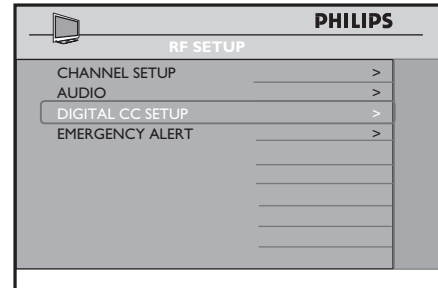 PHILIPS
RF SETUP
CHANNEL SETUP >
AUDIO >
DIGITAL CC SETUP >
EMERGENCY ALERT >